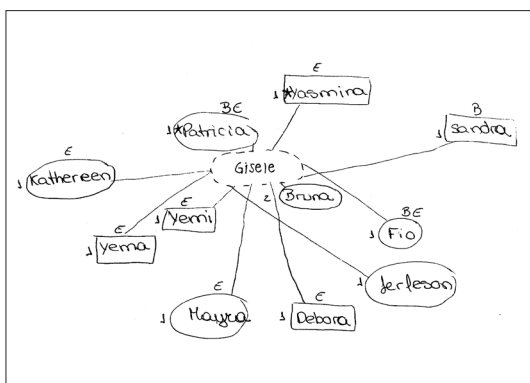 E
1 *Yasmina
BE
1 *Patricia
B
1 Sandra
Gisele
E
1 Kathereen
2 Bruna
E
1 Yemi
E
1 Yema
BE
1 Fio
1 Jerleson
E
1 Mayra
E
1 Debora